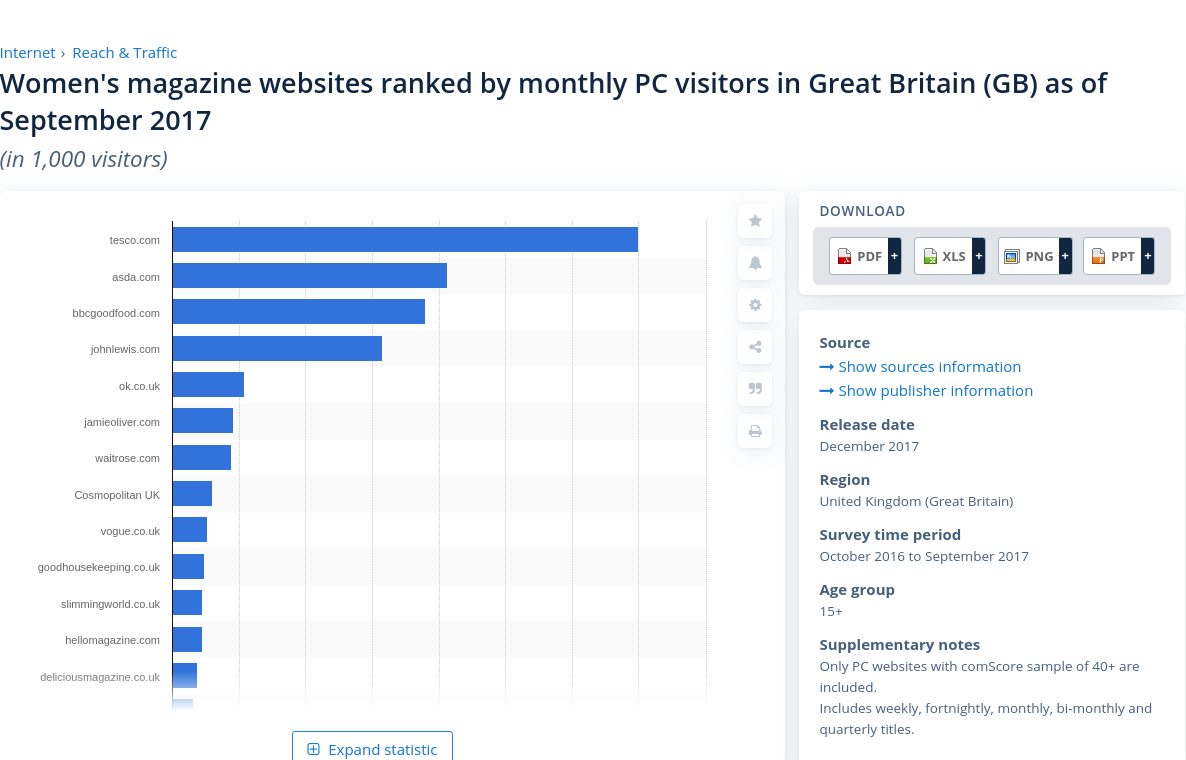 Internet › Reach & Traffic
Women's magazine websites ranked by monthly PC visitors in Great Britain (GB) as of
September 2017
(in 1,000 visitors)
tesco.com
asda.com
bbcgoodfood.com
johnlewis.com
ok.co.uk
jamieoliver.com
waitrose.com
Cosmopolitan UK
vogue.co.uk
goodhousekeeping.co.uk
slimmingworld.co.uk
hellomagazine.com
deliciousmagazine.co.uk
Expand statistic
DOWNLOAD
PDF + XLS + PNG + PPT +
Source
Show sources information
Show publisher information
Release date
December 2017
Region
United Kingdom (Great Britain)
Survey time period
October 2016 to September 2017
Age group
15+
Supplementary notes
Only PC websites with comScore sample of 40+ are
included.
Includes weekly, fortnightly, monthly, bi-monthly and
quarterly titles.